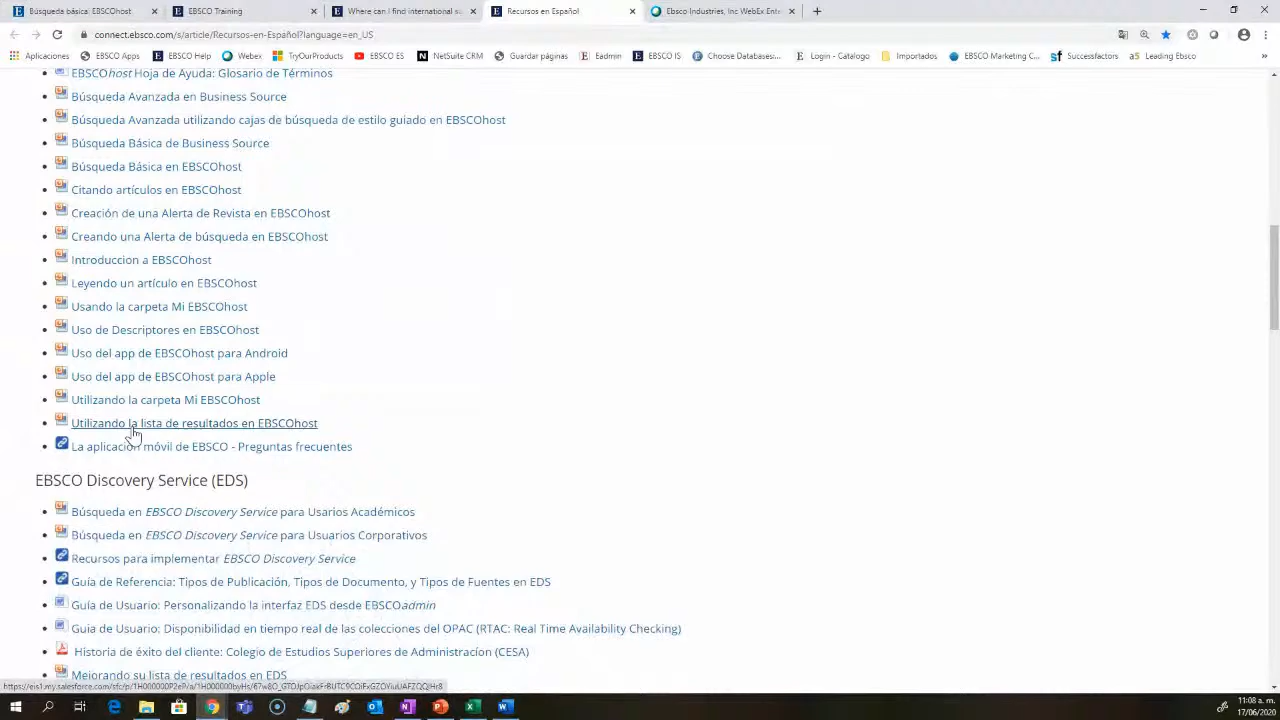 Búsqueda básica: EBSCOhost
EBSCO Training
Where can I find international su
Recursos en Español
Ebsco Industries, Inc WebEx Enter
connect.ebsco.com/s/article/Recursos-en-Español?language=en_US
Aplicaciones
EBSCO Apps
EBSCO Help
Webex
TryOurProducts
EBSCO ES
NetSuite CRM
Guardar páginas
Eadmin
EBSCO IS
Choose Databases:...
Login - Catálogo
Importados
EBSCO Marketing C...
Successfactors
Leading Ebsco
EBSCOhost Hoja de Ayuda: Glosario de Términos
Búsqueda Avanzada en Business Source
Búsqueda Avanzada utilizando cajas de búsqueda de estilo guiado en EBSCOhost
Búsqueda Básica de Business Source
Búsqueda Básica en EBSCOhost
Citando artículos en EBSCOhost
Creación de una Alerta de Revista en EBSCOhost
Creando una Alerta de búsqueda en EBSCOhost
Introduccion a EBSCOhost
Leyendo un artículo en EBSCOhost
Usando la carpeta Mi EBSCOhost
Uso de Descriptores en EBSCOhost
Uso del app de EBSCOhost para Android
Uso del app de EBSCOhost para Apple
Utilizando la carpeta Mi EBSCOhost
Utilizando la lista de resultados en EBSCOhost
La aplicación móvil de EBSCO - Preguntas frecuentes
EBSCO Discovery Service (EDS)
Búsqueda en EBSCO Discovery Service para Usarios Académicos
Búsqueda en EBSCO Discovery Service para Usuarios Corporativos
Recursos para implementar EBSCO Discovery Service
Guía de Referencia: Tipos de Publicación, Tipos de Documento, y Tipos de Fuentes en EDS
Guía de Usuario: Personalizando la interfaz EDS desde EBSCOadmin
Guia de Usuario: Disponibilidad en tiempo real de las colecciones del OPAC (RTAC: Real Time Availability Checking)
Historia de éxito del cliente: Colegio de Estudios Superiores de Administracíon (CESA)
Mejorando su lista de resultados en EDS
11:08 a. m.
17/06/2020